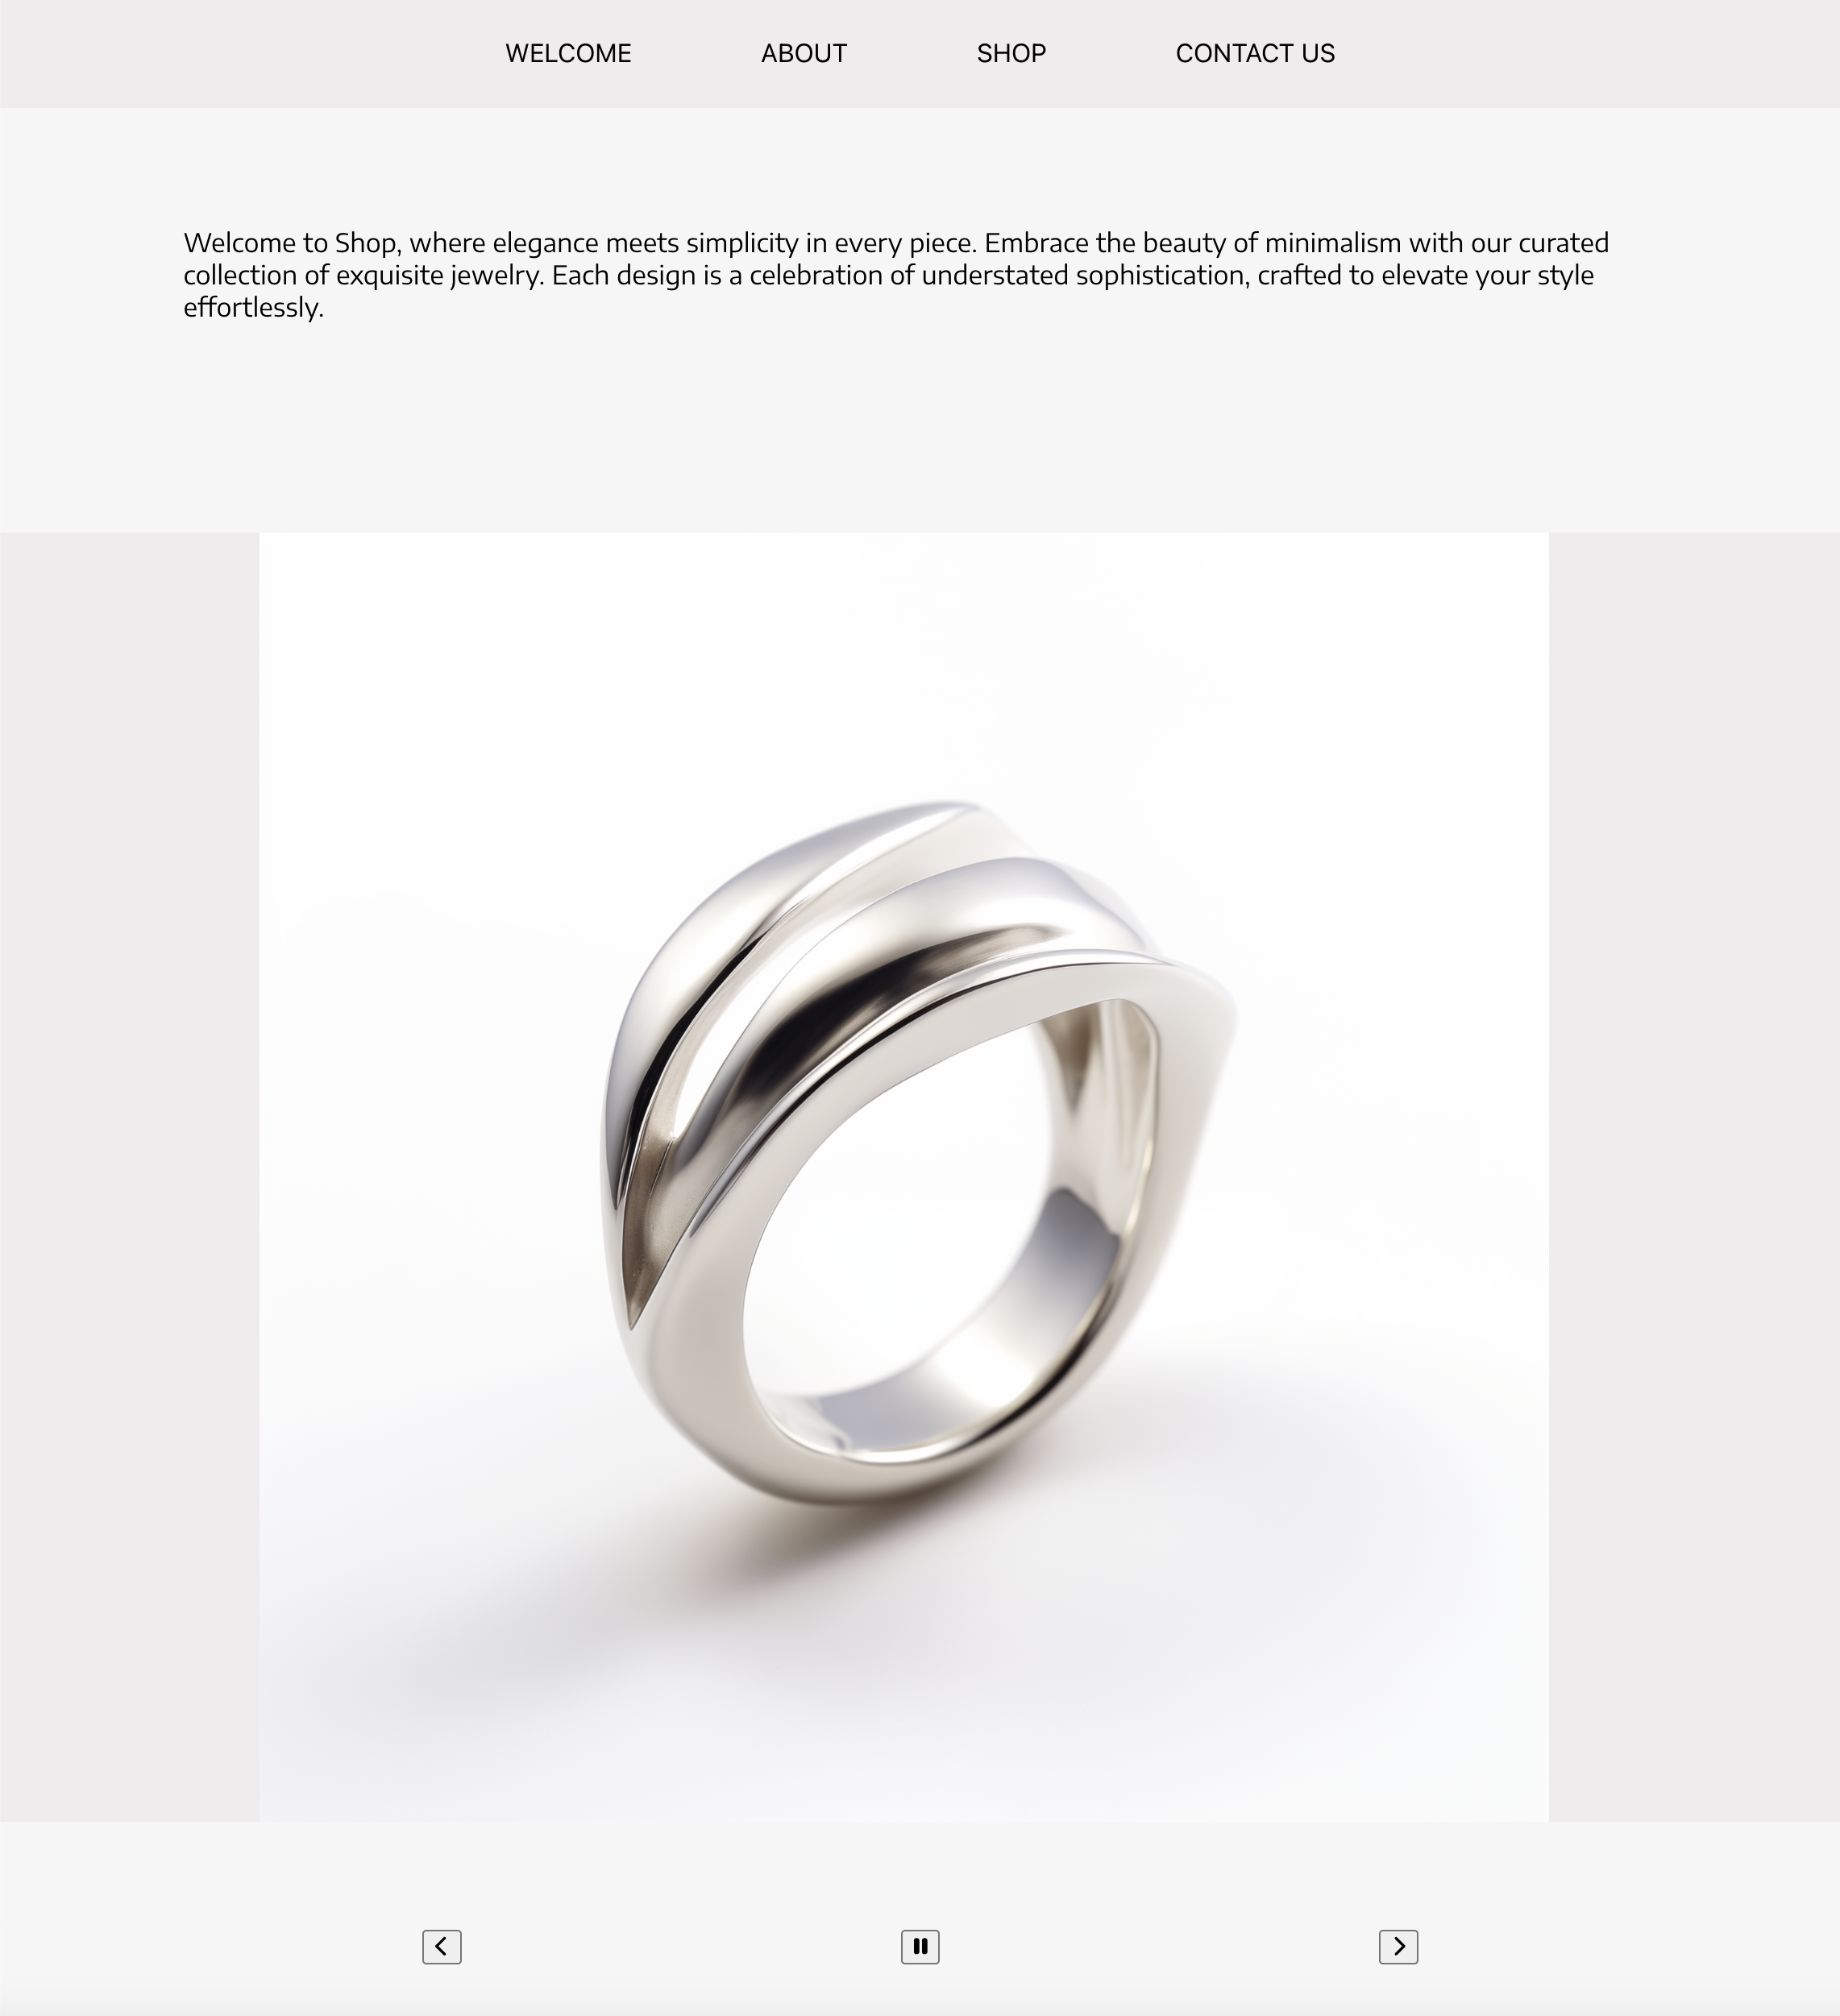 WELCOME ABOUT SHOP CONTACT US
Welcome to Shop, where elegance meets simplicity in every piece. Embrace the beauty of minimalism with our curated
collection of exquisite jewelry. Each design is a celebration of understated sophistication, crafted to elevate your style
effortlessly.